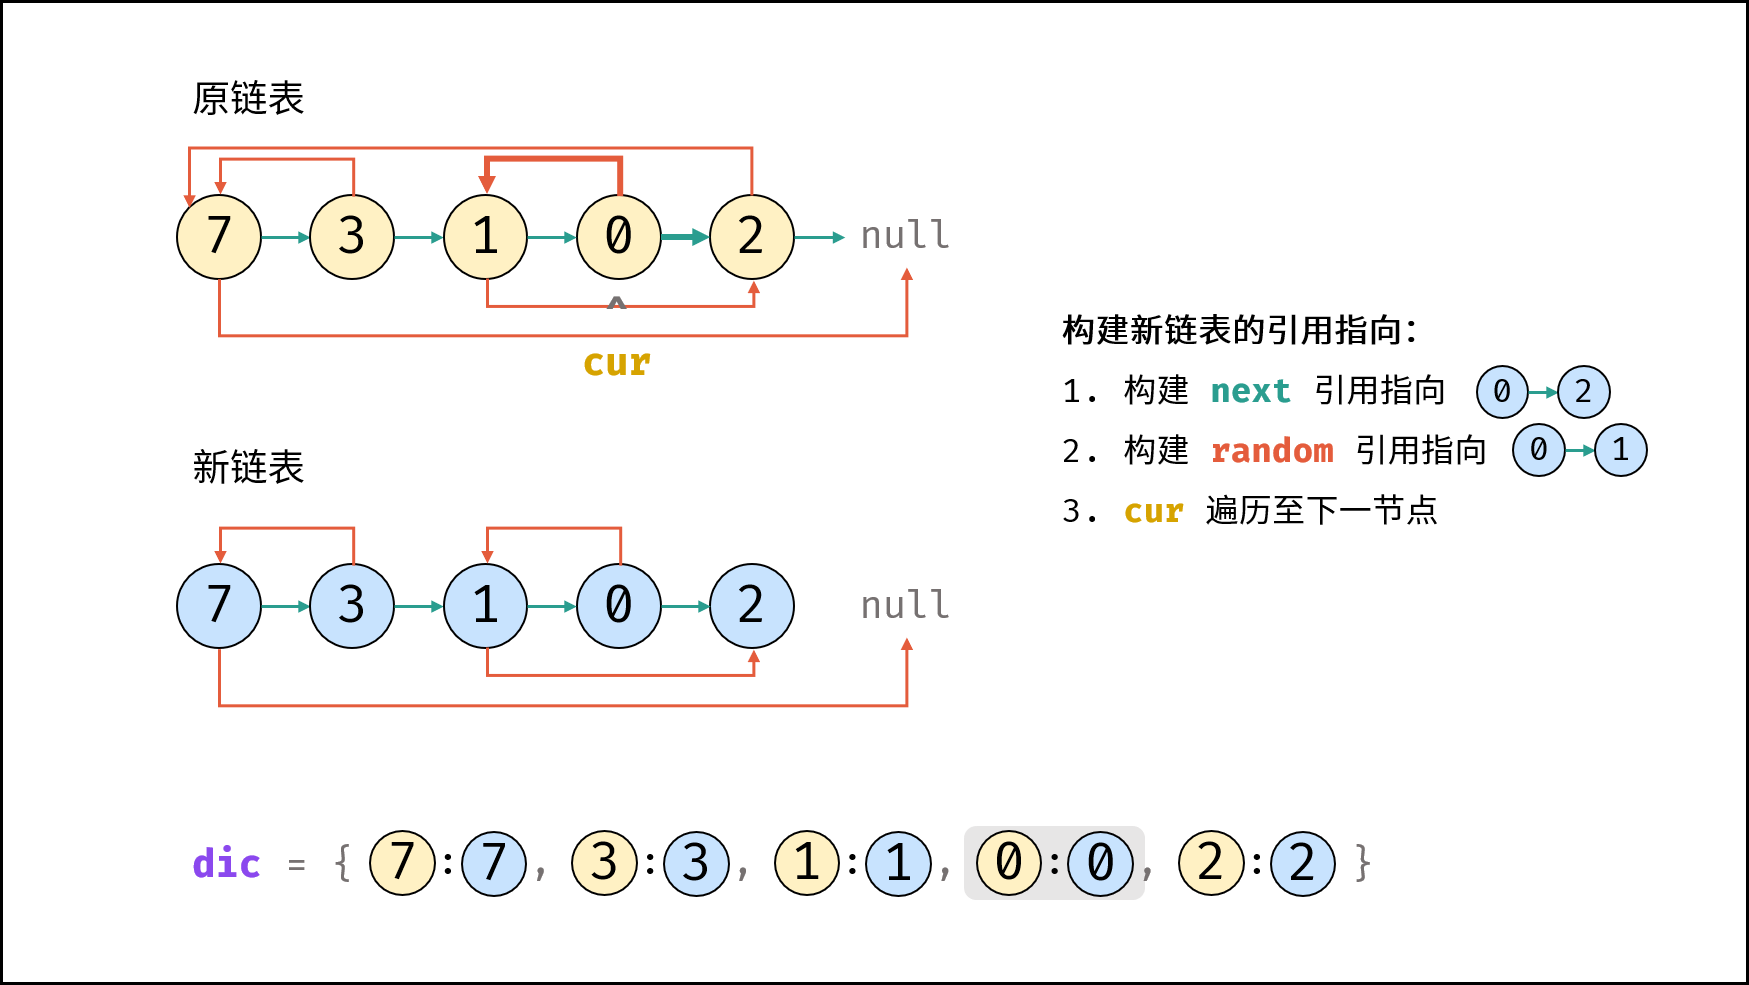 原链表
7 3 1 0 2 null
^
cur
构建新链表的引用指向：
1. 构建 next 引用指向 0 2
2. 构建 random 引用指向 0 1
3. cur 遍历至下一节点
新链表
7 3 1 0 2 null
dic = { 7:7, 3:3, 1:1, 0:0, 2:2 }